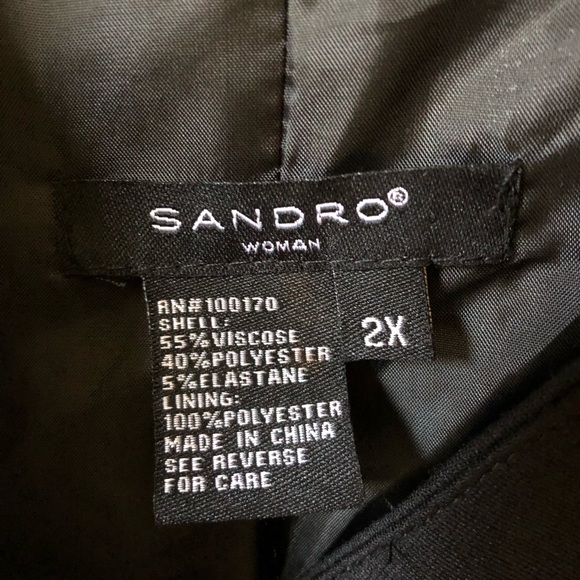 SANDRO®
WOMAN
RN#100170
SHELL:
55%VISCOSE
40%POLYESTER
5%ELASTANE
LINING:
100%POLYESTER
MADE IN CHINA
SEE REVERSE
FOR CARE
2X